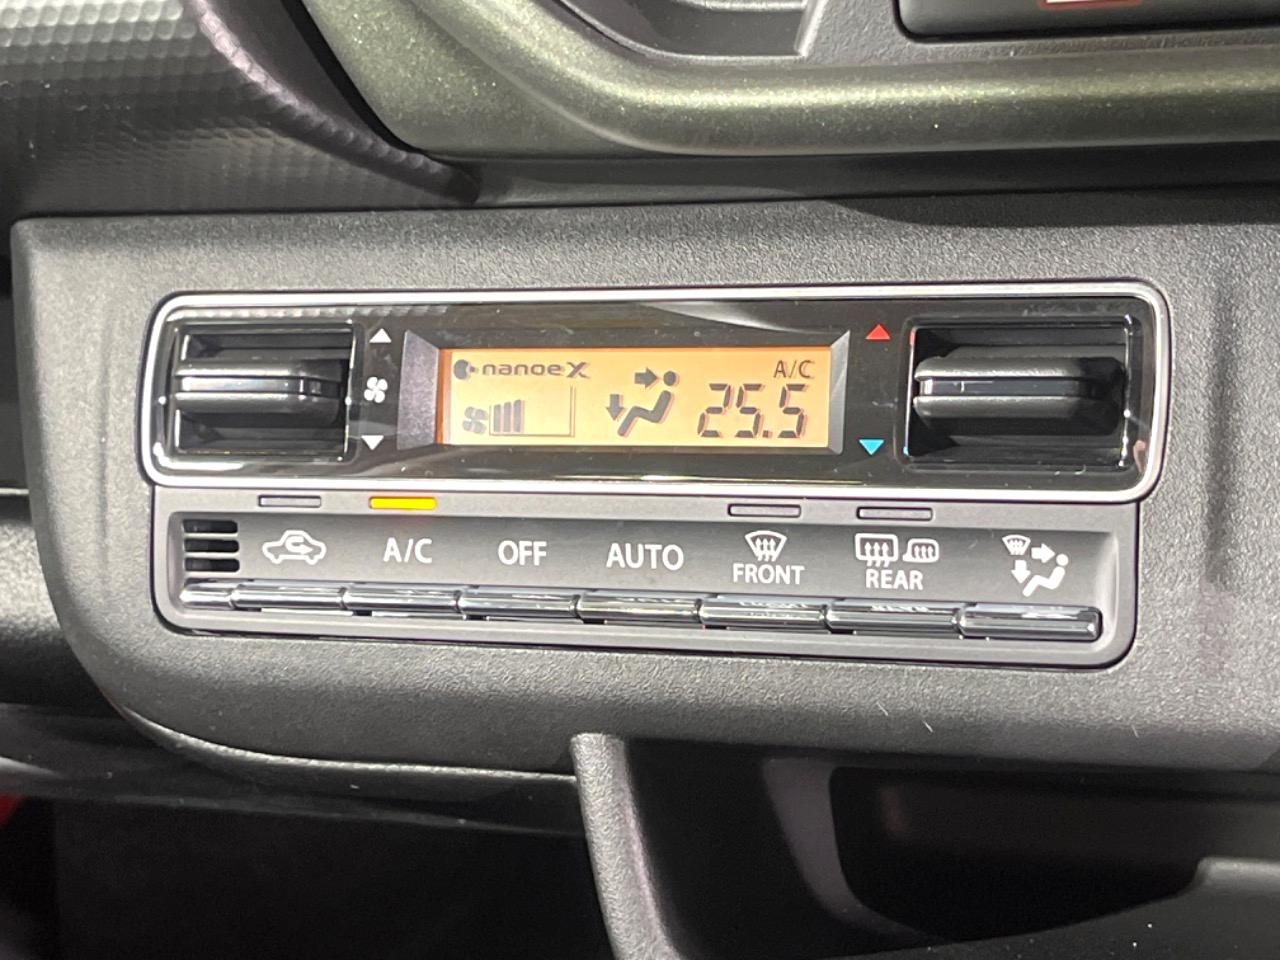 nanoeX
A/C
25.5
A/C
OFF
AUTO
FRONT
REAR